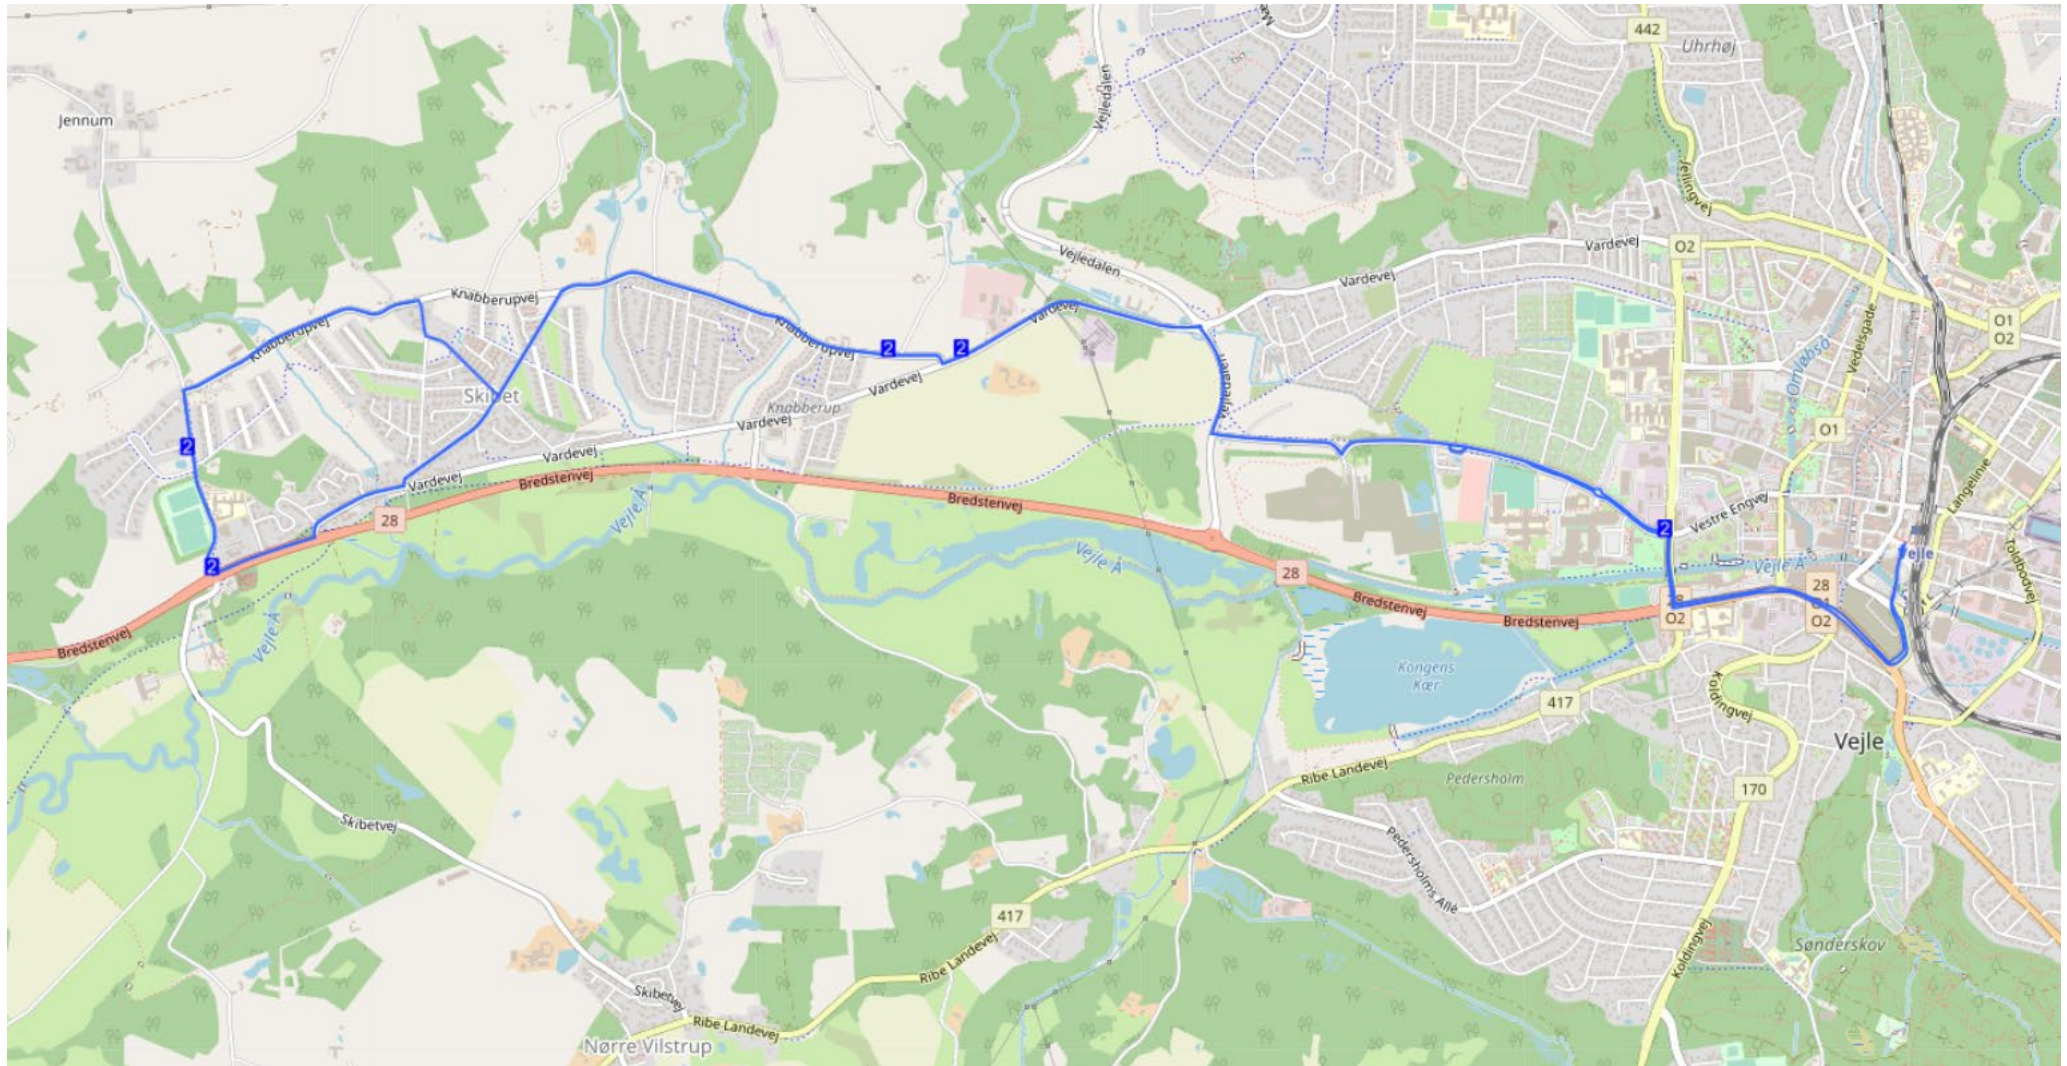 442
Uhrhøj
Jennum
Vejledalen
Jellingvej
Vejledalen
Vardevej
O2
Vardevej
Knabberupvej
Knabberupvej
Vardevej
Knabberupvej
2
2
O1
O2
Vedelsgade
Omløbså
Vejledalen
Vardevej
Skibet
Knabberup
Vardevej
O1
2
Vardevej
Vardevej
Bredstenvej
Bredstenvej
Langelinie
28
Vejle Å
2
Vestre Engvej
Vejle Å
Vejle
Toldbodvej
2
28
Vejle Å
28
Bredstenvej
O2
O2
Bredstenvej
Bredstenvej
Vejle Å
Kongens
Kær
417
Koldingvej
Vejle
Ribe Landevej
Pedersholm
170
Skibetvej
Pedersholms Allé
417
Ribe Landevej
Koldingvej
Sønderskov
Skibetvej
Ribe Landevej
Nørre Vilstrup